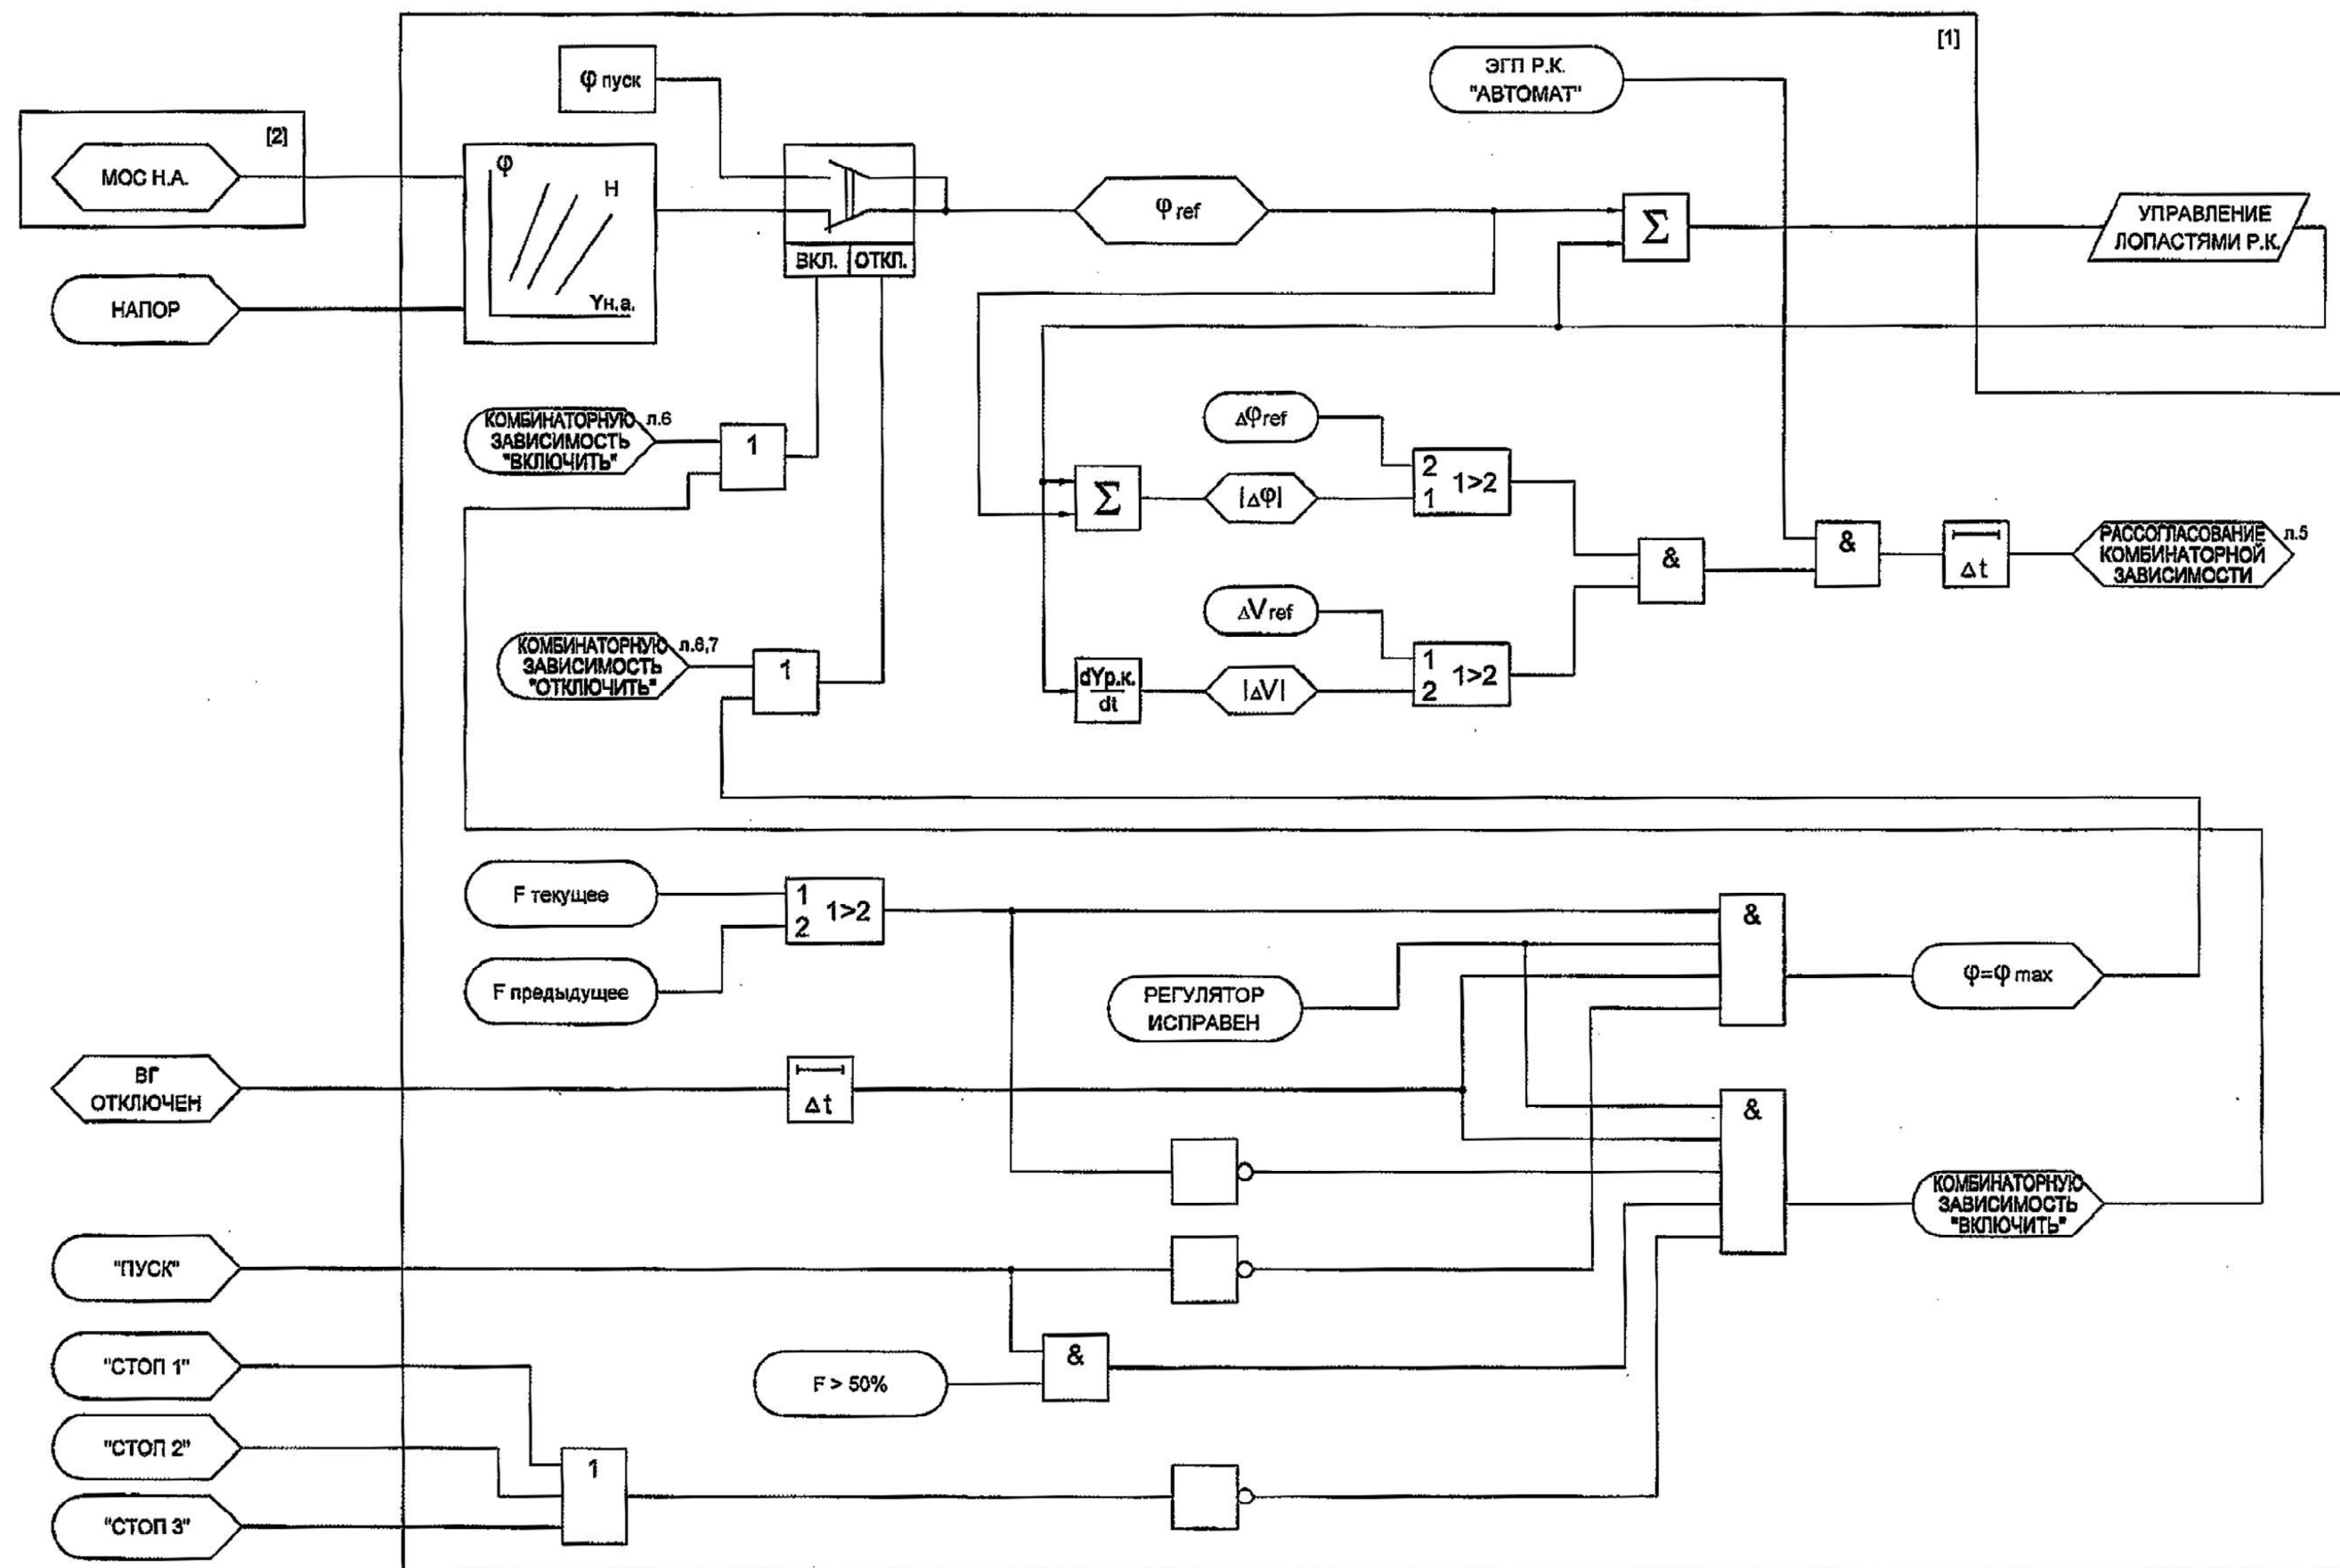 [1]
φ пуск
ЭГП Р.К.
"АВТОМАТ"
[2]
МОС Н.А.
φ
H
Yн.а.
НАПОР
ВКЛ.
ОТКЛ.
φ ref
Σ
УПРАВЛЕНИЕ
ЛОПАСТЯМИ Р.К.
КОМБИНАТОРНУЮ
ЗАВИСИМОСТЬ
"ВКЛЮЧИТЬ"
л.6
1
Δφref
Σ
|Δφ|
2
1
1>2
&
&
Δt
РАССОГЛАСОВАНИЕ
КОМБИНАТОРНОЙ
ЗАВИСИМОСТИ
л.5
ΔV ref
КОМБИНАТОРНУЮ
ЗАВИСИМОСТЬ
"ОТКЛЮЧИТЬ"
л.6,7
1
dYр.к.
dt
|ΔV|
1
2
1>2
F текущее
1
2
1>2
F предыдущее
&
РЕГУЛЯТОР
ИСПРАВЕН
φ=φ max
ВГ
ОТКЛЮЧЕН
Δt
&
КОМБИНАТОРНУЮ
ЗАВИСИМОСТЬ
"ВКЛЮЧИТЬ"
"ПУСК"
"СТОП 1"
F > 50%
&
"СТОП 2"
1
"СТОП 3"